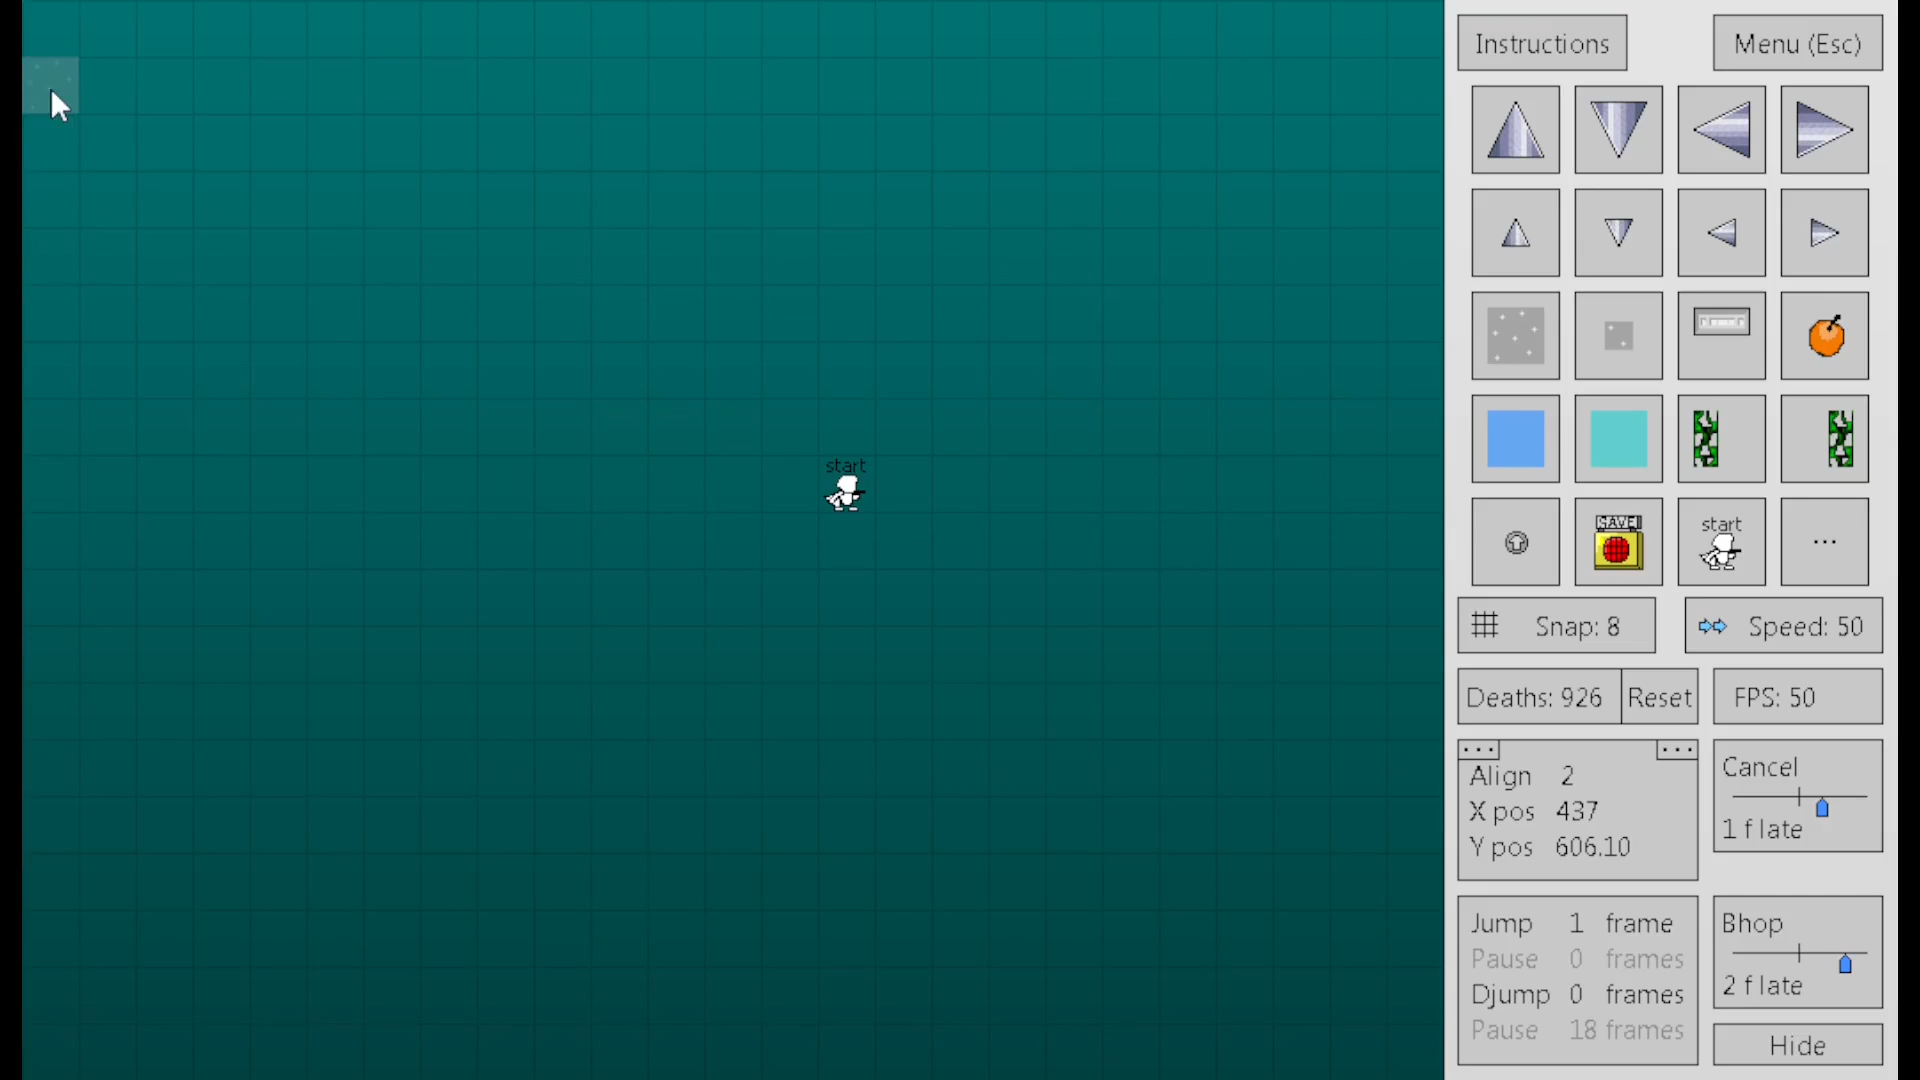 Instructions
Menu (Esc)
start
SAVE!
start
...
Snap: 8
Speed: 50
Deaths: 926
Reset
FPS: 50
...
...
Align 2
X pos 437
Y pos 606.10
Cancel
1 f late
Jump 1 frame
Pause 0 frames
Djump 0 frames
Pause 18 frames
Bhop
2 f late
Hide